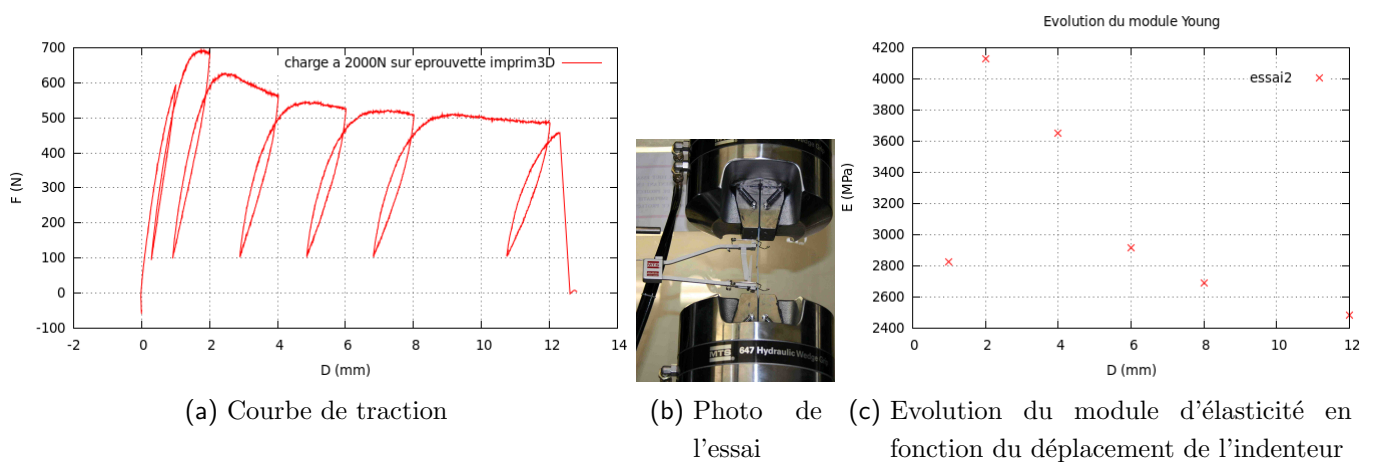 charge a 2000N sur eprouvette imprim3D
700
600
500
400
300
200
100
0
-100
-2
0
2
4
6
8
10
12
14
F (N)
D (mm)
(a) Courbe de traction
MTS
647 Hydraulic Wedge
(b) Photo de
l'essai
Evolution du module Young
essai2
4200
4000
3800
3600
3400
3200
3000
2800
2600
2400
0
2
4
6
8
10
12
E (MPa)
D (mm)
(c) Evolution du module d'élasticité en
fonction du déplacement de l'indenteur